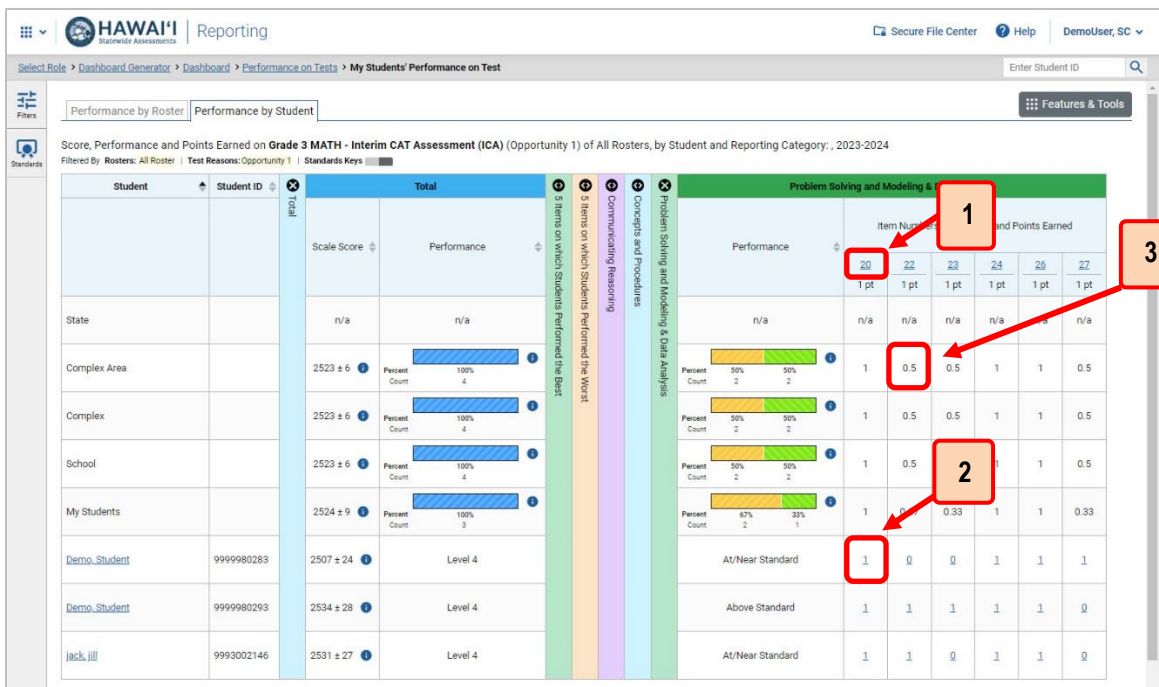 HAWAIʻI
Statewide Assessments
Reporting
Secure File Center
Help
DemoUser, SC
Select Role > Dashboard Generator > Dashboard > Performance on Tests > My Students' Performance on Test
Enter Student ID
Filters
Standards
Performance by Roster
Performance by Student
Features & Tools
Score, Performance and Points Earned on Grade 3 MATH - Interim CAT Assessment (ICA) (Opportunity 1) of All Rosters, by Student and Reporting Category: , 2023-2024
Filtered By Rosters: All Roster | Test Reasons: Opportunity 1 | Standards Keys
Student Student ID Total Total
5 Items on which Students Performed the Best
5 Items on which Students Performed the Worst
Communicating Reasoning
Concepts and Procedures
Problem Solving and Modeling & Data Analysis
Problem Solving and Modeling &
Scale Score Performance Performance
Item and Points Earned
20 22 23 24 26 27
1 pt 1 pt 1 pt 1 pt 1 pt 1 pt
1
3
State n/a n/a n/a n/a n/a n/a n/a n/a
Complex Area 2523 ± 6 Percent 100% Percent 50% 50% 1 0.5 0.5 1 1 0.5
Count 4 Count 2 2
Complex 2523 ± 6 Percent 100% Percent 50% 50% 1 0.5 0.5 1 1 0.5
Count 4 Count 2 2
School 2523 ± 6 Percent 100% Percent 50% 50% 1 0.5 1 1 0.5
Count 4 Count 2 2
2
My Students 2524 ± 9 Percent 100% Percent 67% 33% 1 0.33 1 1 0.33
Count 3 Count 2 1
Demo, Student 9999980283 2507 ± 24 Level 4 At/Near Standard 1 0 0 1 1 1
Demo, Student 9999980293 2534 ± 28 Level 4 Above Standard 1 1 1 1 1 0
jack, jill 9993002146 2531 ± 27 Level 4 At/Near Standard 1 1 0 1 1 0